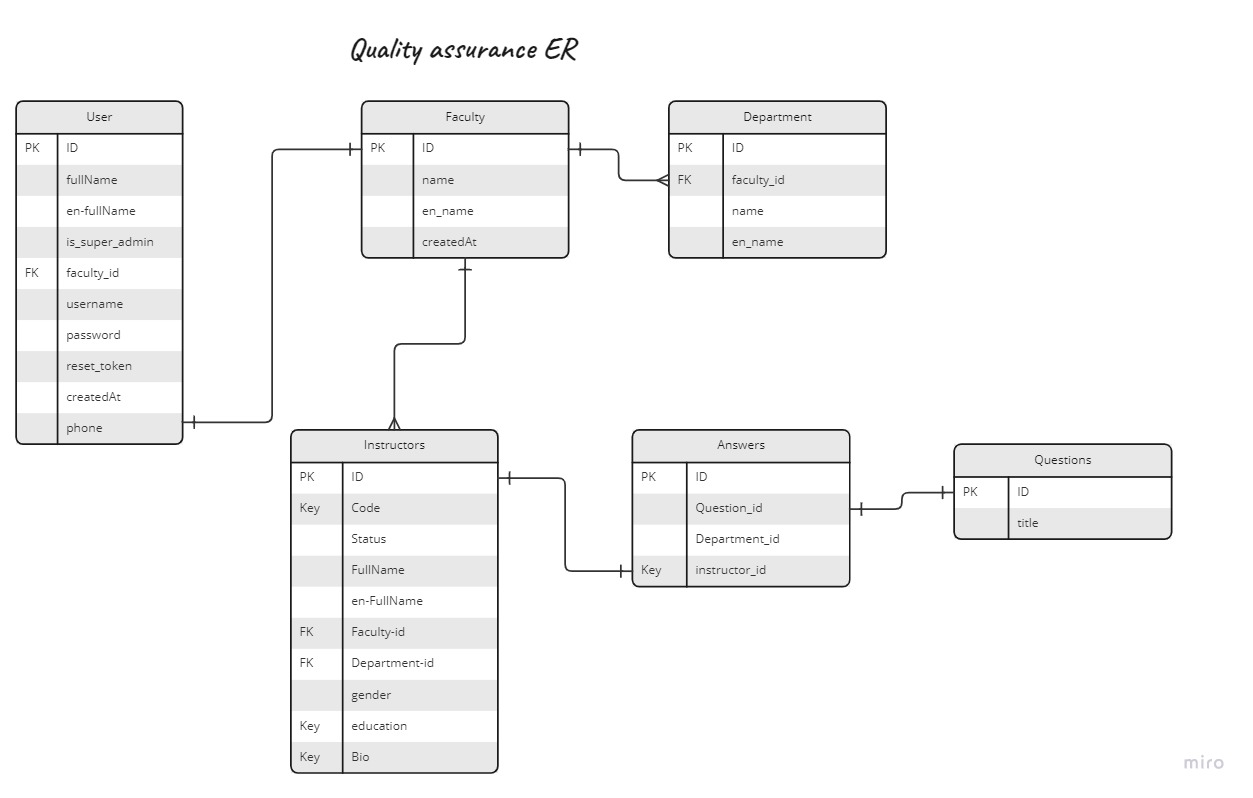 Quality assurance ER
User
PK ID
fullName
en-fullName
is_super_admin
FK faculty_id
username
password
reset_token
createdAt
phone
Faculty
PK ID
name
en_name
createdAt
Department
PK ID
FK faculty_id
name
en_name
Instructors
PK ID
Key Code
Status
FullName
en-FullName
FK Faculty-id
FK Department-id
gender
Key education
Key Bio
Answers
PK ID
Question_id
Department_id
Key instructor_id
Questions
PK ID
title
miro